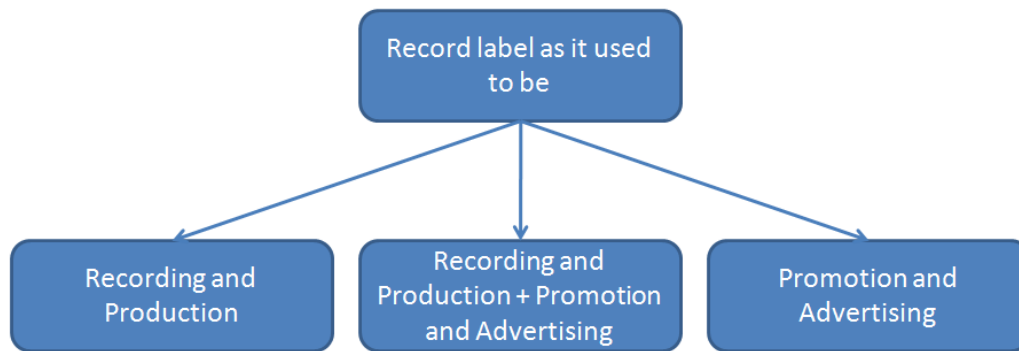 Record label as it used
to be
Recording and
Production
Recording and
Production + Promotion
and Advertising
Promotion and
Advertising